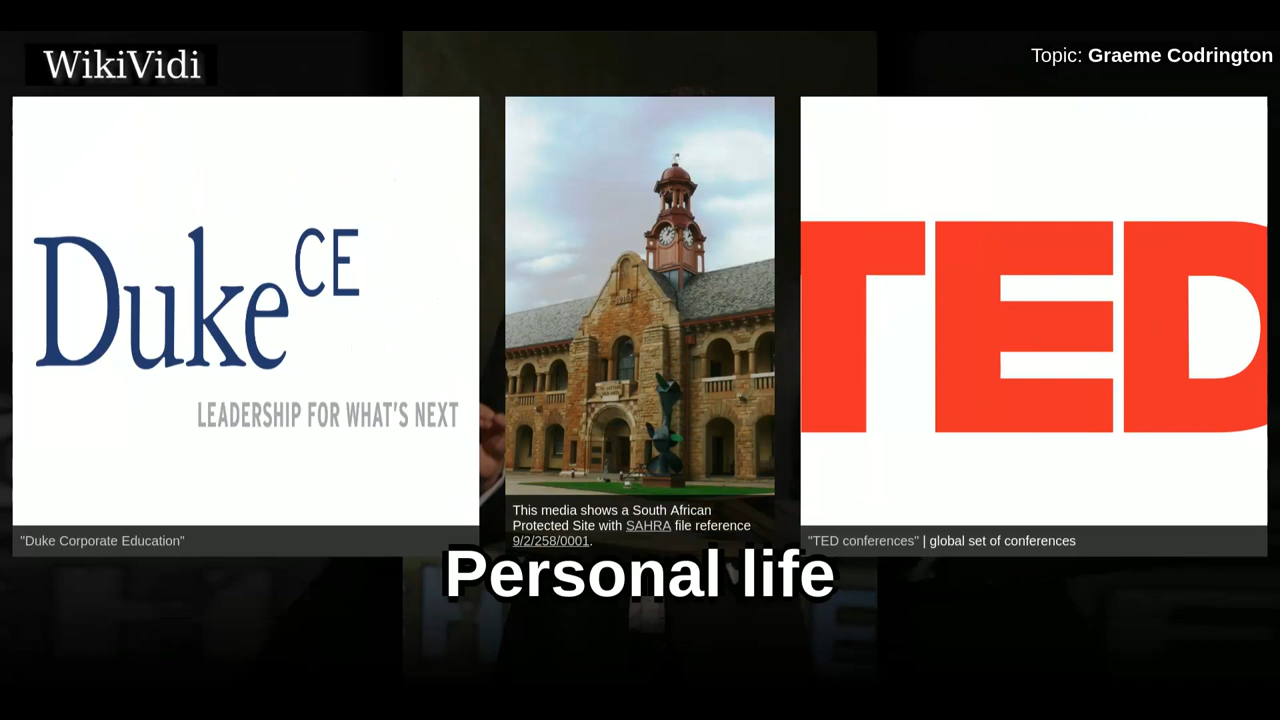 WikiVidi
Topic: Graeme Codrington
Duke CE
LEADERSHIP FOR WHAT'S NEXT
"Duke Corporate Education"
This media shows a South African
Protected Site with SAHRA file reference
9/2/258/0001.
TED
"TED conferences" | global set of conferences
Personal life